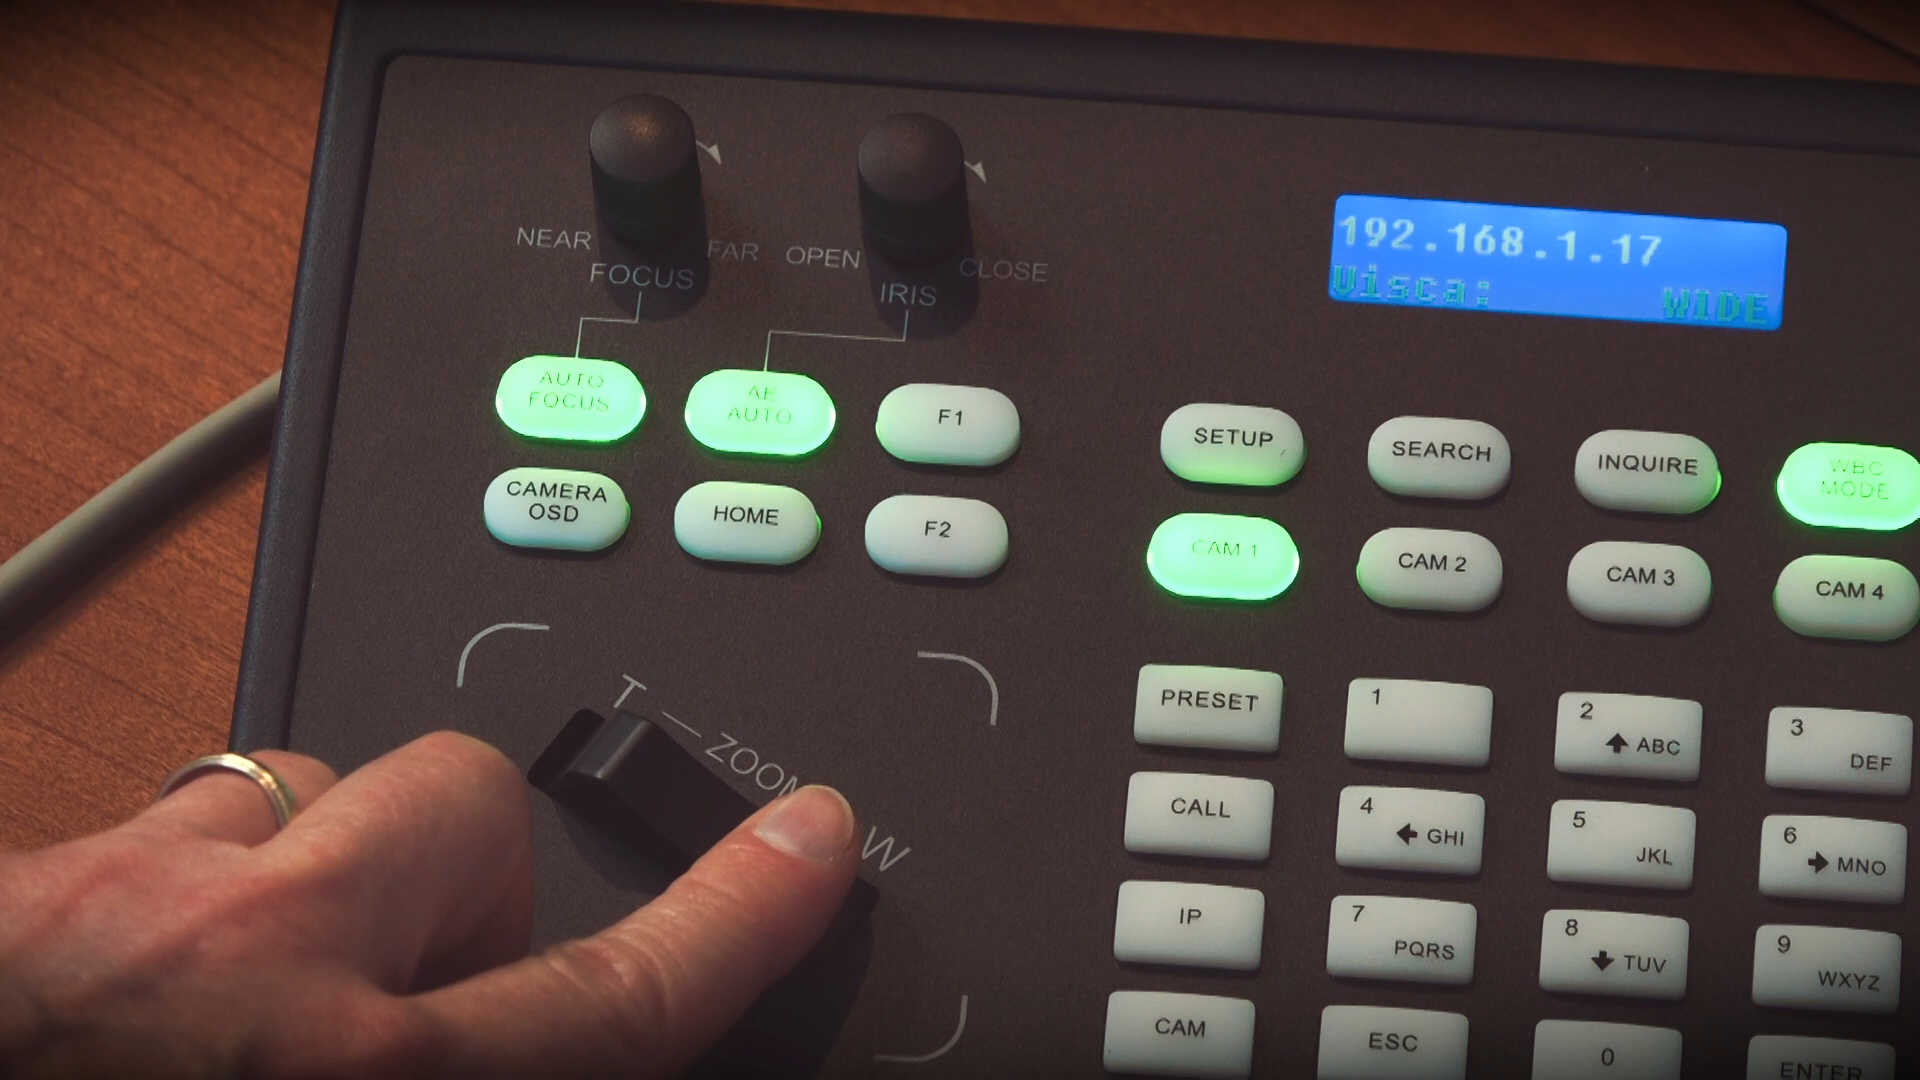 192.168.1.17
Visca: WIDE
NEAR FAR
FOCUS
OPEN CLOSE
IRIS
AUTO
FOCUS
AE
AUTO
F1
SETUP
SEARCH
INQUIRE
WBC
MODE
CAMERA
OSD
HOME
F2
CAM 1
CAM 2
CAM 3
CAM 4
T ZOOM W
PRESET
1
2 ABC
3 DEF
CALL
4 GHI
5 JKL
6 MNO
IP
7 PQRS
8 TUV
9 WXYZ
CAM
ESC
0
ENTER